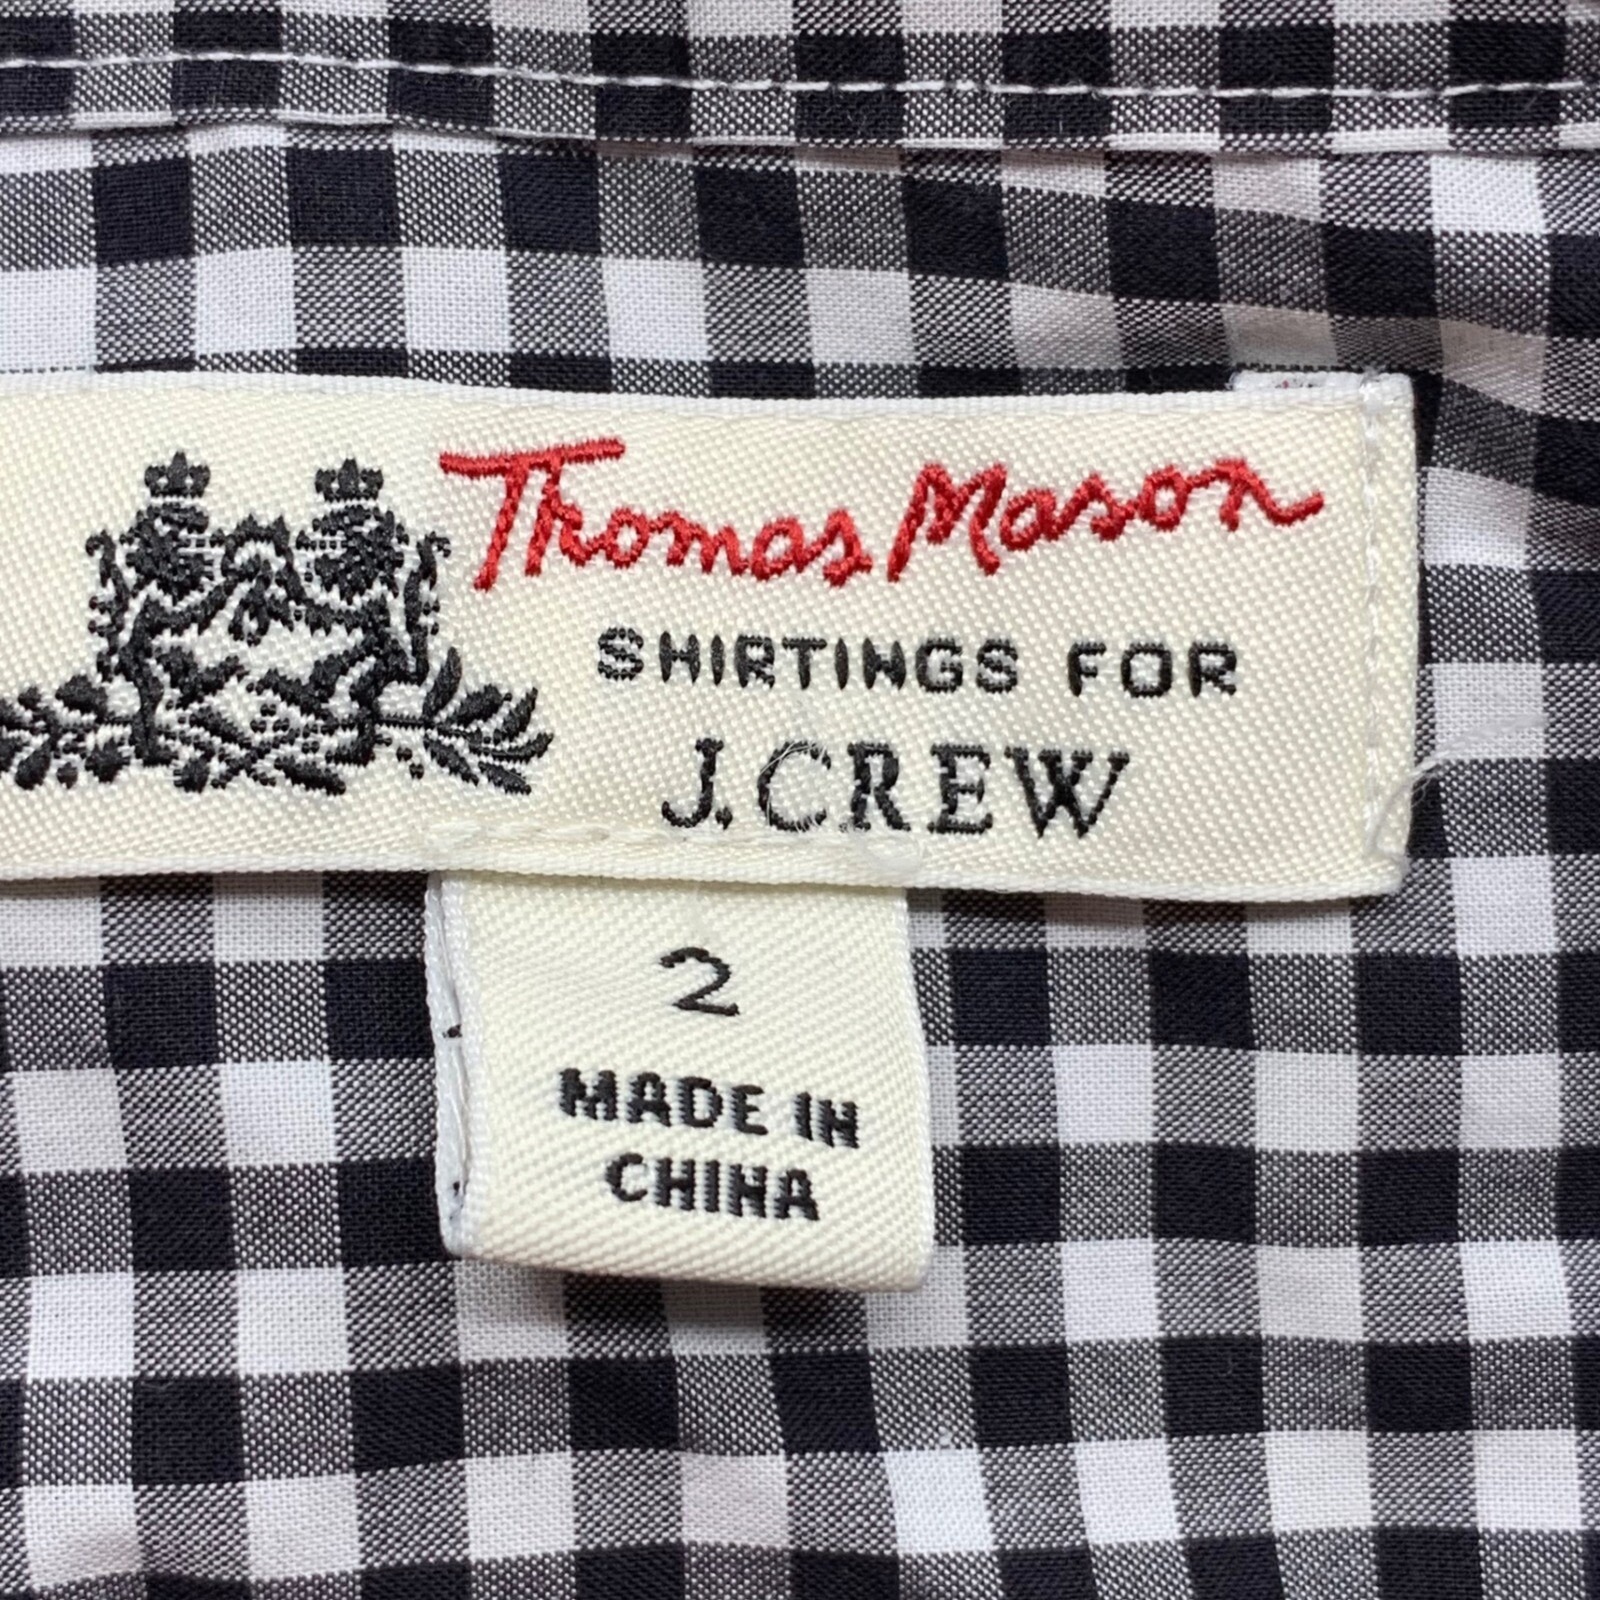 Thomas Mason
SHIRTINGS FOR
J.CREW
2
MADE IN
CHINA